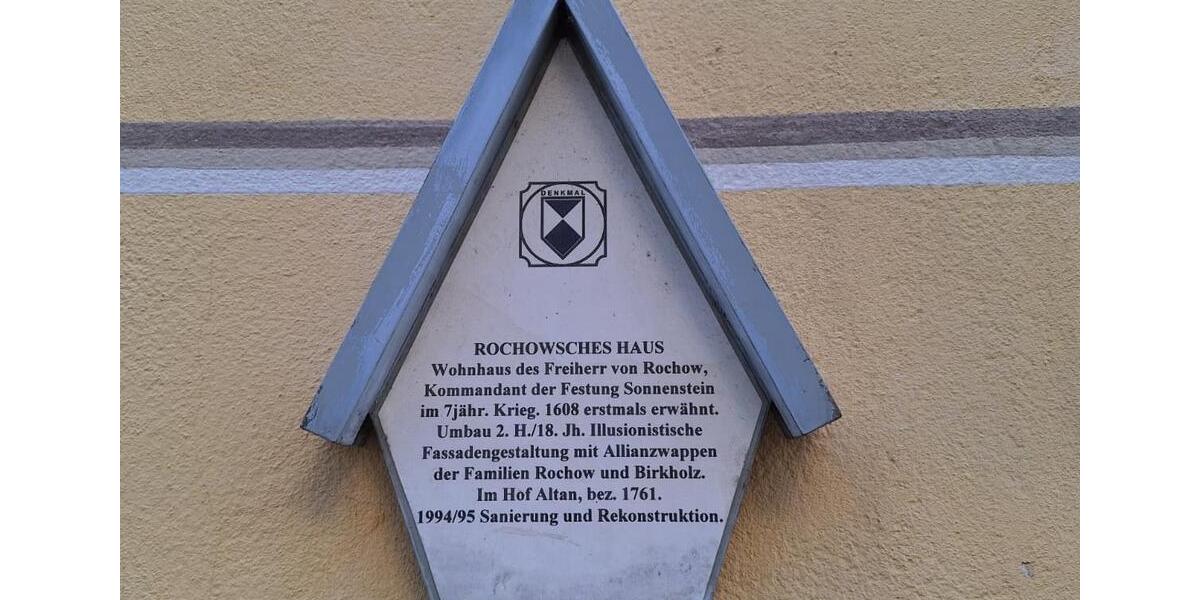 DENKMAL
ROCHOWSCHES HAUS
Wohnhaus des Freiherr von Rochow,
Kommandant der Festung Sonnenstein
im 7jähr. Krieg. 1608 erstmals erwähnt.
Umbau 2. H./18. Jh. Illusionistische
Fassadengestaltung mit Allianzwappen
der Familien Rochow und Birkholz.
Im Hof Altan, bez. 1761.
1994/95 Sanierung und Rekonstruktion.